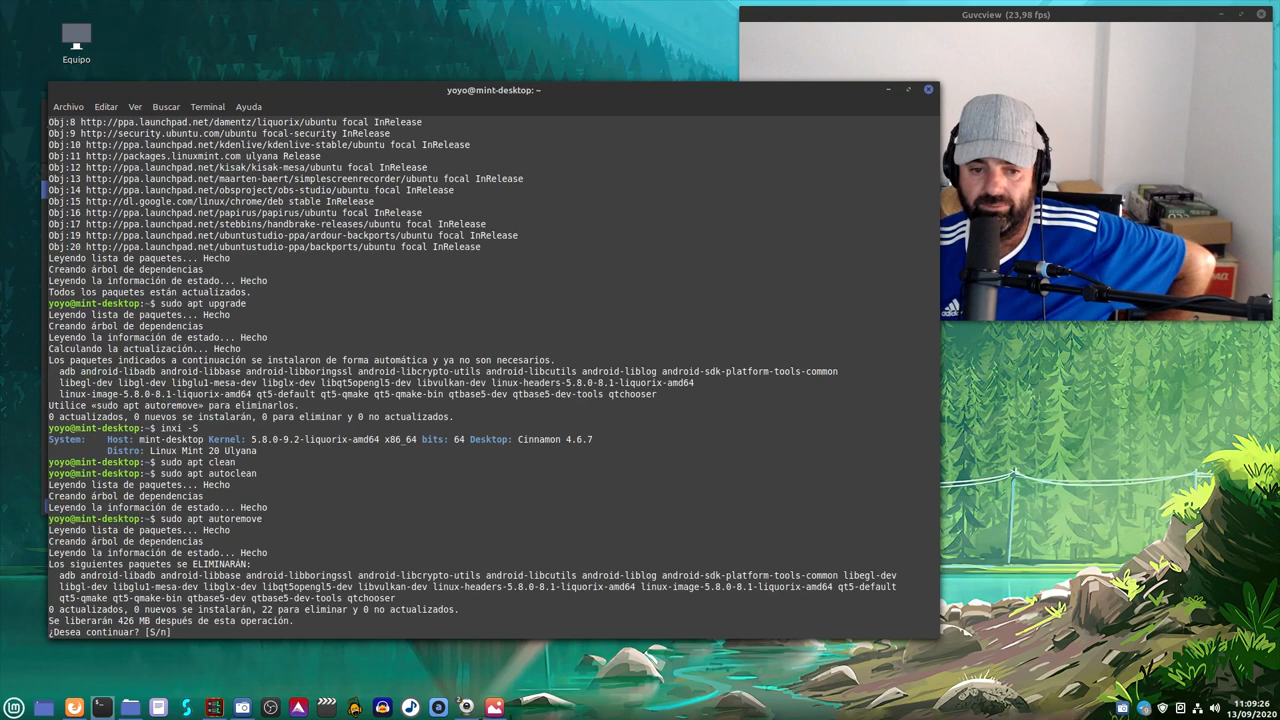 Equipo
Guvcview (23,98 fps)
yoyo@mint-desktop: ~
Archivo Editar Ver Buscar Terminal Ayuda
Obj:8 http://ppa.launchpad.net/damentz/liquorix/ubuntu focal InRelease
Obj:9 http://security.ubuntu.com/ubuntu focal-security InRelease
Obj:10 http://ppa.launchpad.net/kdenlive/kdenlive-stable/ubuntu focal InRelease
Obj:11 http://packages.linuxmint.com ulyana Release
Obj:12 http://ppa.launchpad.net/kisak/kisak-mesa/ubuntu focal InRelease
Obj:13 http://ppa.launchpad.net/maarten-baert/simplescreenrecorder/ubuntu focal InRelease
Obj:14 http://ppa.launchpad.net/obsproject/obs-studio/ubuntu focal InRelease
Obj:15 http://dl.google.com/linux/chrome/deb stable InRelease
Obj:16 http://ppa.launchpad.net/papirus/papirus/ubuntu focal InRelease
Obj:17 http://ppa.launchpad.net/stebbins/handbrake-releases/ubuntu focal InRelease
Obj:19 http://ppa.launchpad.net/ubuntustudio-ppa/ardour-backports/ubuntu focal InRelease
Obj:20 http://ppa.launchpad.net/ubuntustudio-ppa/backports/ubuntu focal InRelease
Leyendo lista de paquetes... Hecho
Creando árbol de dependencias
Leyendo la información de estado... Hecho
Todos los paquetes están actualizados.
yoyo@mint-desktop:~$ sudo apt upgrade
Leyendo lista de paquetes... Hecho
Creando árbol de dependencias
Leyendo la información de estado... Hecho
Calculando la actualización... Hecho
Los paquetes indicados a continuación se instalaron de forma automática y ya no son necesarios.
adb android-libadb android-libbase android-libboringssl android-libcrypto-utils android-libcutils android-liblog android-sdk-platform-tools-common
libegl-dev libgl-dev libglu1-mesa-dev libglx-dev libqt5opengl5-dev libvulkan-dev linux-headers-5.8.0-8.1-liquorix-amd64
linux-image-5.8.0-8.1-liquorix-amd64 qt5-default qt5-qmake qt5-qmake-bin qtbase5-dev qtbase5-dev-tools qtchooser
Utilice «sudo apt autoremove» para eliminarlos.
0 actualizados, 0 nuevos se instalarán, 0 para eliminar y 0 no actualizados.
yoyo@mint-desktop:~$ inxi -S
System: Host: mint-desktop Kernel: 5.8.0-9.2-liquorix-amd64 x86_64 bits: 64 Desktop: Cinnamon 4.6.7
Distro: Linux Mint 20 Ulyana
yoyo@mint-desktop:~$ sudo apt clean
yoyo@mint-desktop:~$ sudo apt autoclean
Leyendo lista de paquetes... Hecho
Creando árbol de dependencias
Leyendo la información de estado... Hecho
yoyo@mint-desktop:~$ sudo apt autoremove
Leyendo lista de paquetes... Hecho
Creando árbol de dependencias
Leyendo la información de estado... Hecho
Los siguientes paquetes se ELIMINARÁN:
adb android-libadb android-libbase android-libboringssl android-libcrypto-utils android-libcutils android-liblog android-sdk-platform-tools-common libegl-dev
libgl-dev libglu1-mesa-dev libglx-dev libqt5opengl5-dev libvulkan-dev linux-headers-5.8.0-8.1-liquorix-amd64 linux-image-5.8.0-8.1-liquorix-amd64 qt5-default
qt5-qmake qt5-qmake-bin qtbase5-dev qtbase5-dev-tools qtchooser
0 actualizados, 0 nuevos se instalarán, 22 para eliminar y 0 no actualizados.
Se liberarán 426 MB después de esta operación.
¿Desea continuar? [S/n]
adidas
11:09:26
13/09/2020